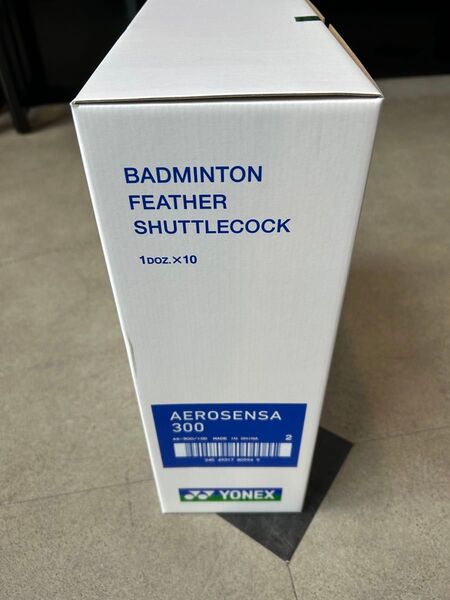 BADMINTON
FEATHER
SHUTTLECOCK
1DOZ.×10
AEROSENSA
300
MADE IN CHINA
2
YONEX